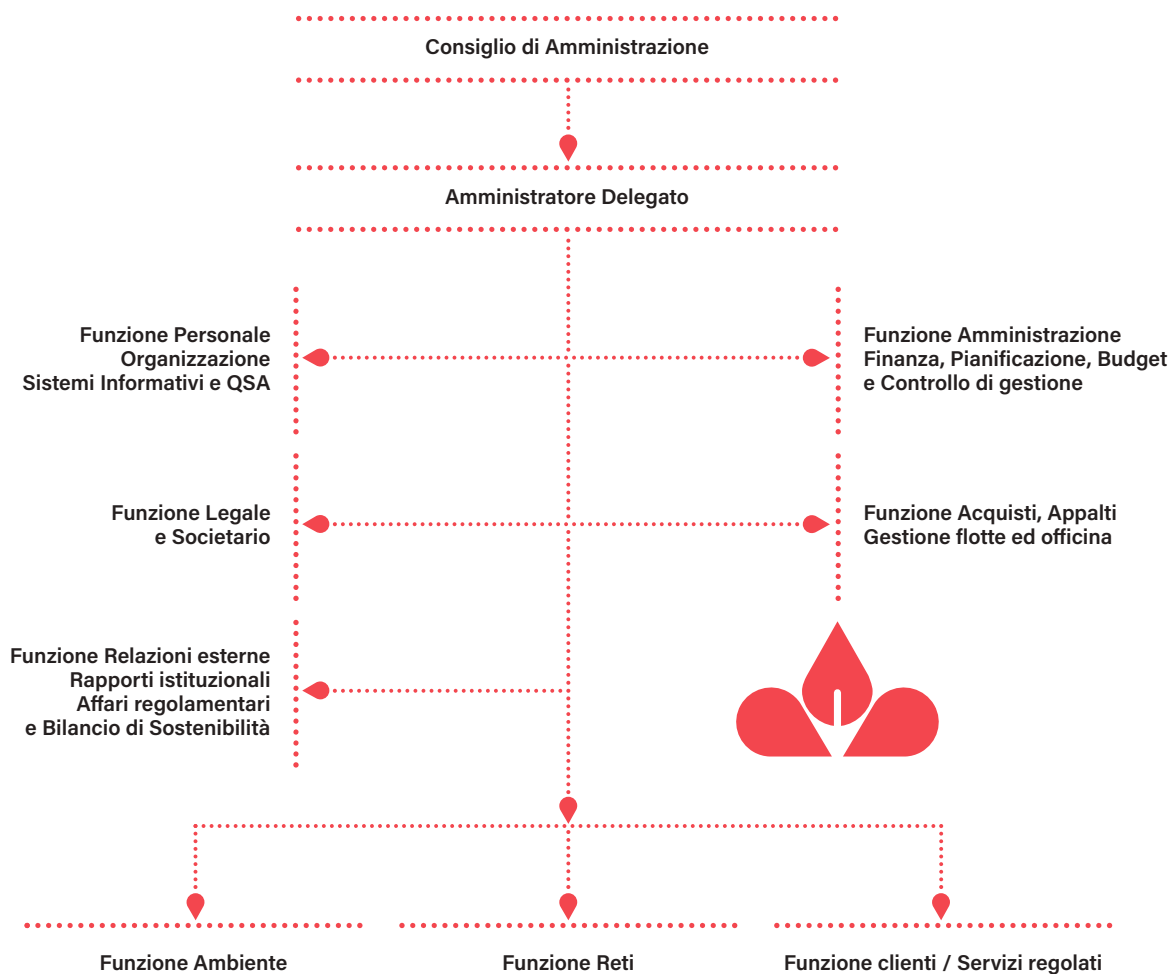 Consiglio di Amministrazione
Amministratore Delegato
Funzione Personale
Organizzazione
Sistemi Informativi e QSA
Funzione Amministrazione
Finanza, Pianificazione, Budget
e Controllo di gestione
Funzione Legale
e Societario
Funzione Acquisti, Appalti
Gestione flotte ed officina
Funzione Relazioni esterne
Rapporti istituzionali
Affari regolamentari
e Bilancio di Sostenibilità
Funzione Ambiente
Funzione Reti
Funzione clienti / Servizi regolati